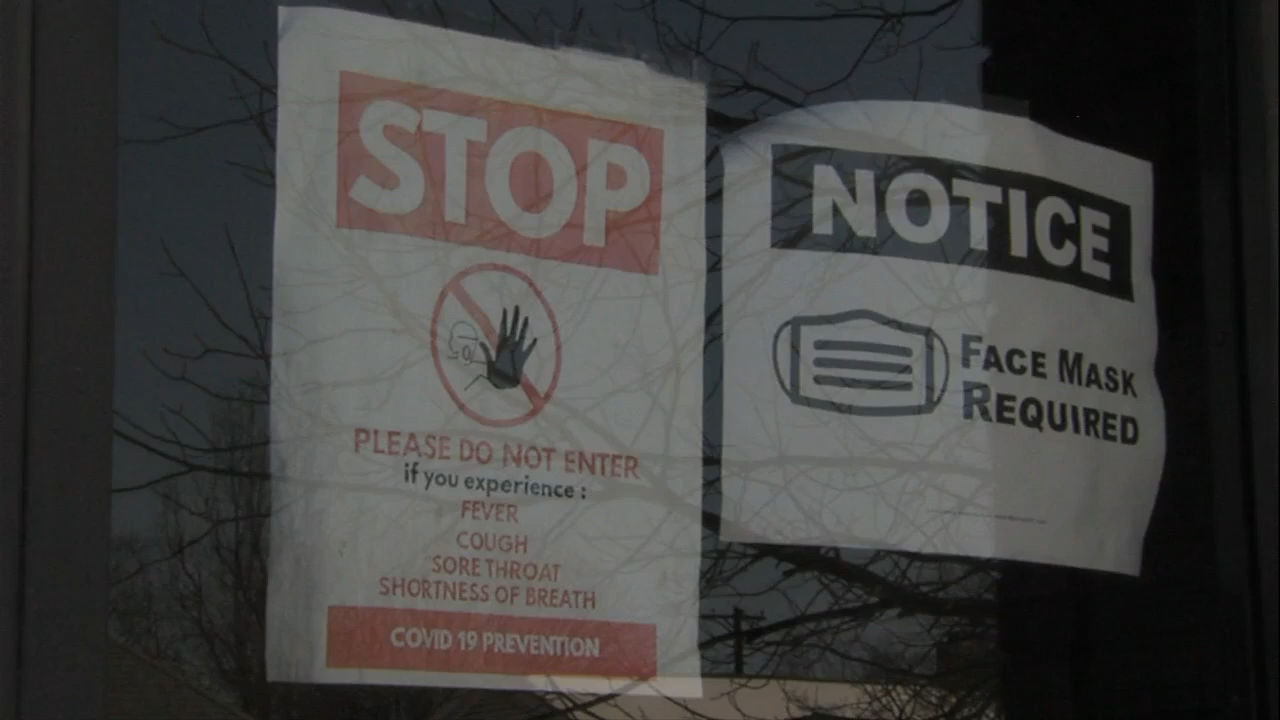 STOP
PLEASE DO NOT ENTER
if you experience :
FEVER
COUGH
SORE THROAT
SHORTNESS OF BREATH
COVID 19 PREVENTION
NOTICE
FACE MASK
REQUIRED